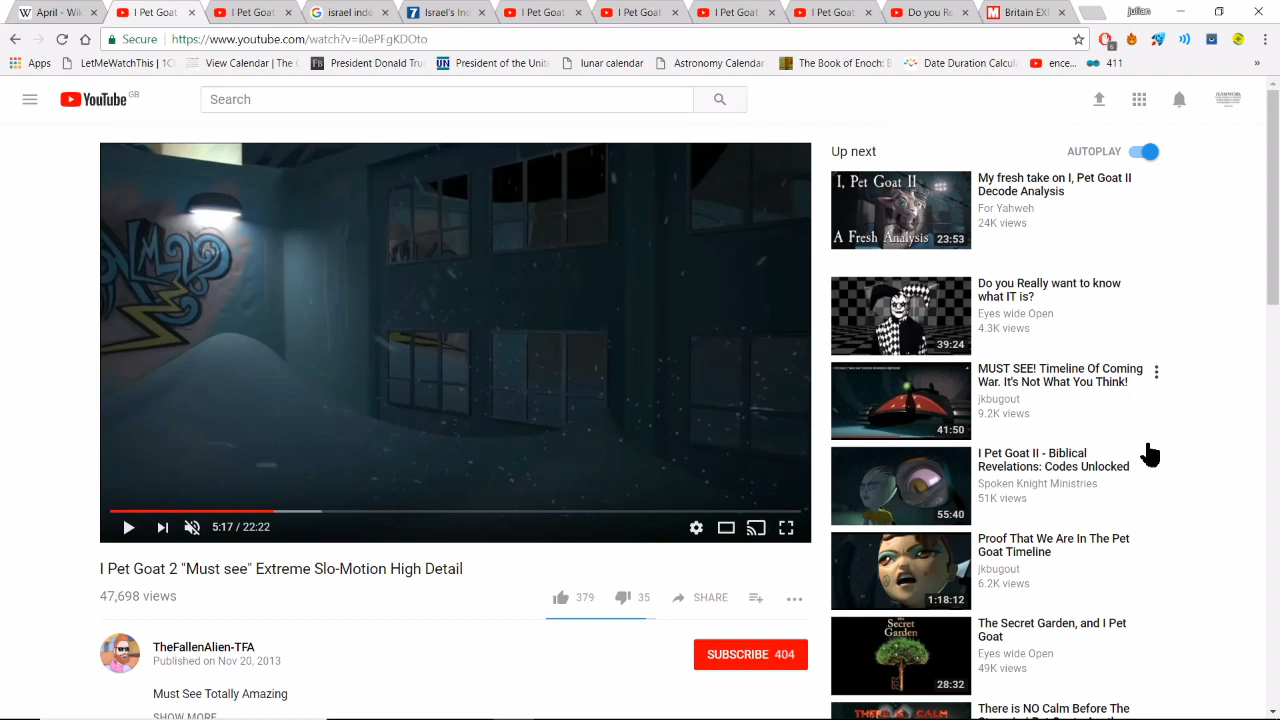 April - Wik
I Pet Goat
I Pet Goat
israel inde
Israel's Inc
I Pet Goat
I Pet Goat
I Pet Goat
I Pet Goat
Do you Re
Britain EXI
Secure
https://www.youtube.com/watch?v=i0ePFgKDOto
6
Apps
LetMeWatchThis | 1C
View Calendar | The C
FB
President Donald Tru
UN
President of the Unit
lunar calendar
Astronomy Calendar
The Book of Enoch:
Date Duration Calcul
ence...
411
»
YouTube GB
Search
Up next
AUTOPLAY
I, Pet Goat II
A Fresh Analysis
23:53
My fresh take on I, Pet Goat II
Decode Analysis
For Yahweh
24K views
39:24
Do you Really want to know
what IT is?
Eyes wide Open
4.3K views
41:50
MUST SEE! Timeline Of Coming
War. It's Not What You Think!
jkbugout
9.2K views
55:40
I Pet Goat II - Biblical
Revelations: Codes Unlocked
Spoken Knight Ministries
51K views
1:18:12
Proof That We Are In The Pet
Goat Timeline
jkbugout
6.2K views
the
Secret
Garden
28:32
The Secret Garden, and I Pet
Goat
Eyes wide Open
49K views
THERE IS CALM
There is NO Calm Before The
5:17 / 22:22
I Pet Goat 2 'Must see' Extreme Slo-Motion High Detail
47,698 views
379
35
SHARE
TFA
Published on Nov 20, 201
SUBSCRIBE 404
SHOW MORE